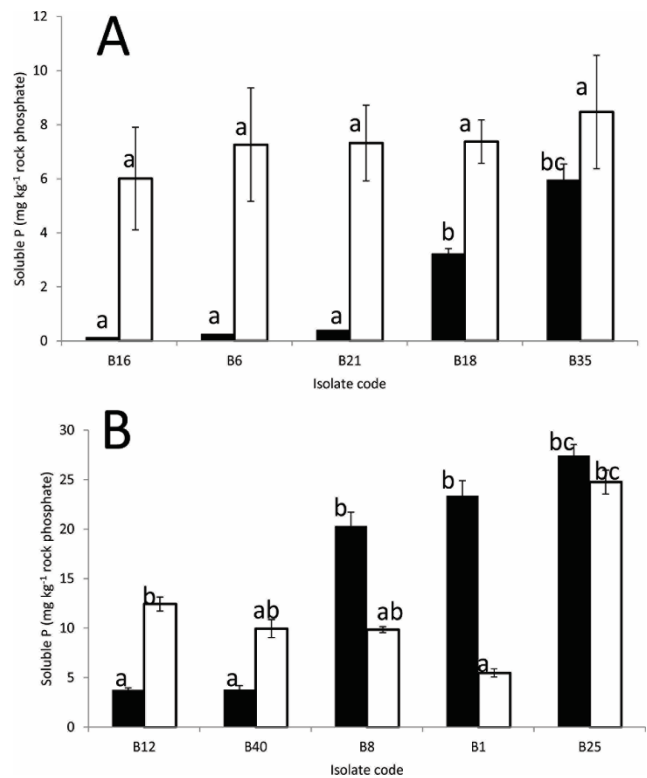 A
12
10
8
6
4
2
0
Soluble P (mg kg⁻¹ rock phosphate)
a a a a b a bc a
a a
B16 B6 B21 B18 B35
Isolate code
B
30
25
20
15
10
5
0
Soluble P (mg kg⁻¹ rock phosphate)
a b a ab b ab b a bc bc
B12 B40 B8 B1 B25
Isolate code